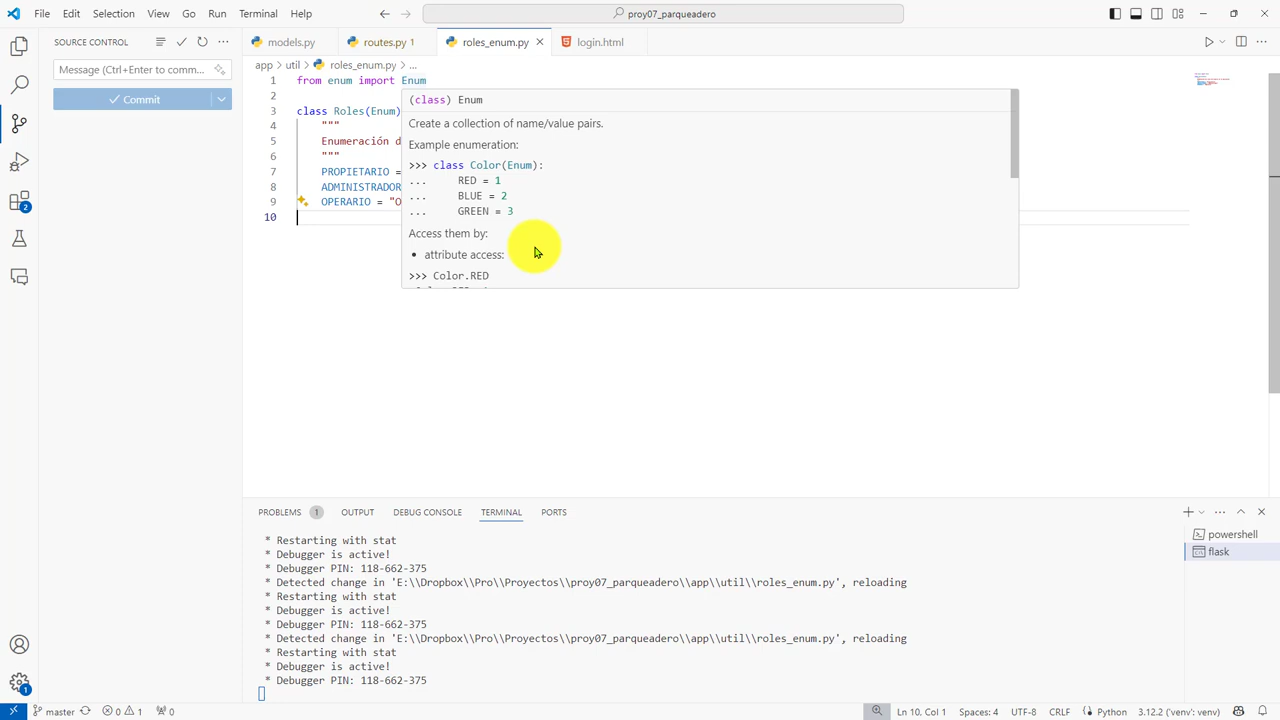 File Edit Selection View Go Run Terminal Help
proy07_parqueadero
SOURCE CONTROL
Message (Ctrl+Enter to comm...
Commit
models.py
routes.py 1
roles_enum.py
login.html
app > util > roles_enum.py > ...
1 from enum import Enum
2
3 class Roles(Enum)
4 """
5 Enumeración d
6 """
7 PROPIETARIO =
8 ADMINISTRADOR
9 OPERARIO = "O
10
(class) Enum
Create a collection of name/value pairs.
Example enumeration:
>>> class Color(Enum):
... RED = 1
... BLUE = 2
... GREEN = 3
Access them by:
• attribute access:
>>> Color.RED
2
PROBLEMS 1 OUTPUT DEBUG CONSOLE TERMINAL PORTS
* Restarting with stat
* Debugger is active!
* Debugger PIN: 118-662-375
* Detected change in 'E:\\Dropbox\\Pro\\Proyectos\\proy07_parqueadero\\app\\util\\roles_enum.py', reloading
* Restarting with stat
* Debugger is active!
* Debugger PIN: 118-662-375
* Detected change in 'E:\\Dropbox\\Pro\\Proyectos\\proy07_parqueadero\\app\\util\\roles_enum.py', reloading
* Restarting with stat
* Debugger is active!
* Debugger PIN: 118-662-375
powershell
flask
1
master 0 1 0
Ln 10, Col 1 Spaces: 4 UTF-8 CRLF Python 3.12.2 ('venv': venv)